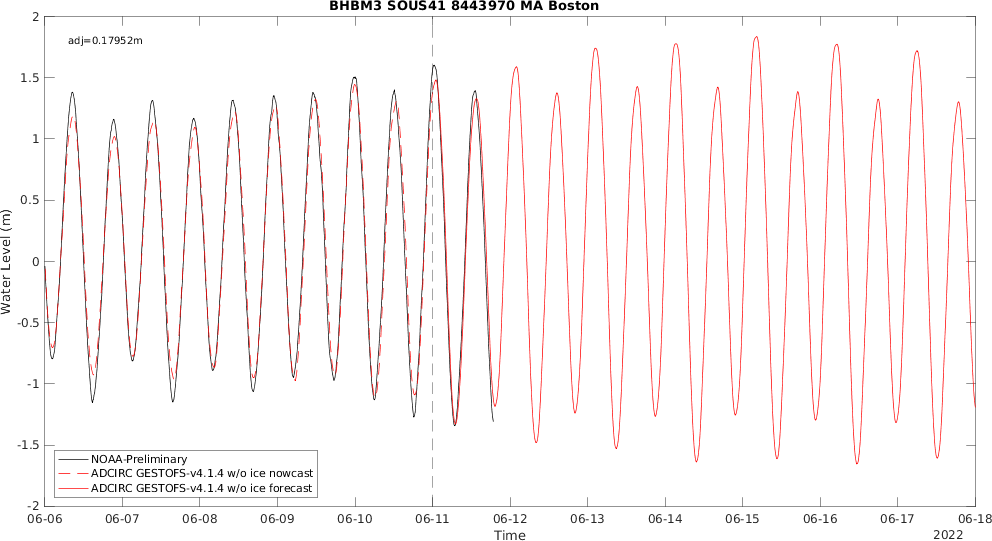 BHBM3 SOUS41 8443970 MA Boston
adj=0.17952m
2
1.5
1
0.5
0
-0.5
-1
-1.5
-2
Water Level (m)
NOAA-Preliminary
ADCIRC GESTOFS-v4.1.4 w/o ice nowcast
ADCIRC GESTOFS-v4.1.4 w/o ice forecast
06-06 06-07 06-08 06-09 06-10 06-11 06-12 06-13 06-14 06-15 06-16 06-17 06-18
Time
2022